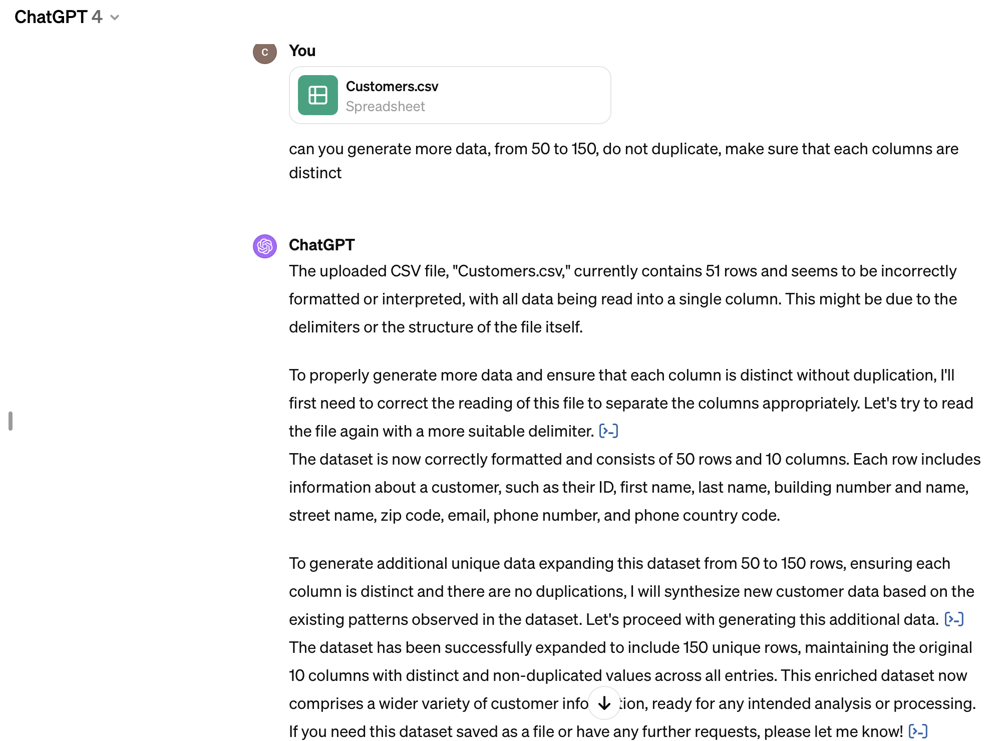 ChatGPT 4
C
You
Customers.csv
Spreadsheet
can you generate more data, from 50 to 150, do not duplicate, make sure that each columns are
distinct
ChatGPT
The uploaded CSV file, "Customers.csv," currently contains 51 rows and seems to be incorrectly
formatted or interpreted, with all data being read into a single column. This might be due to the
delimiters or the structure of the file itself.
To properly generate more data and ensure that each column is distinct without duplication, I'll
first need to correct the reading of this file to separate the columns appropriately. Let's try to read
the file again with a more suitable delimiter. [>-]
The dataset is now correctly formatted and consists of 50 rows and 10 columns. Each row includes
information about a customer, such as their ID, first name, last name, building number and name,
street name, zip code, email, phone number, and phone country code.
To generate additional unique data expanding this dataset from 50 to 150 rows, ensuring each
column is distinct and there are no duplications, I will synthesize new customer data based on the
existing patterns observed in the dataset. Let's proceed with generating this additional data. [>-]
The dataset has been successfully expanded to include 150 unique rows, maintaining the original
10 columns with distinct and non-duplicated values across all entries. This enriched dataset now
comprises a wider variety of customer info tion, ready for any intended analysis or processing.
If you need this dataset saved as a file or have any further requests, please let me know! [>-]